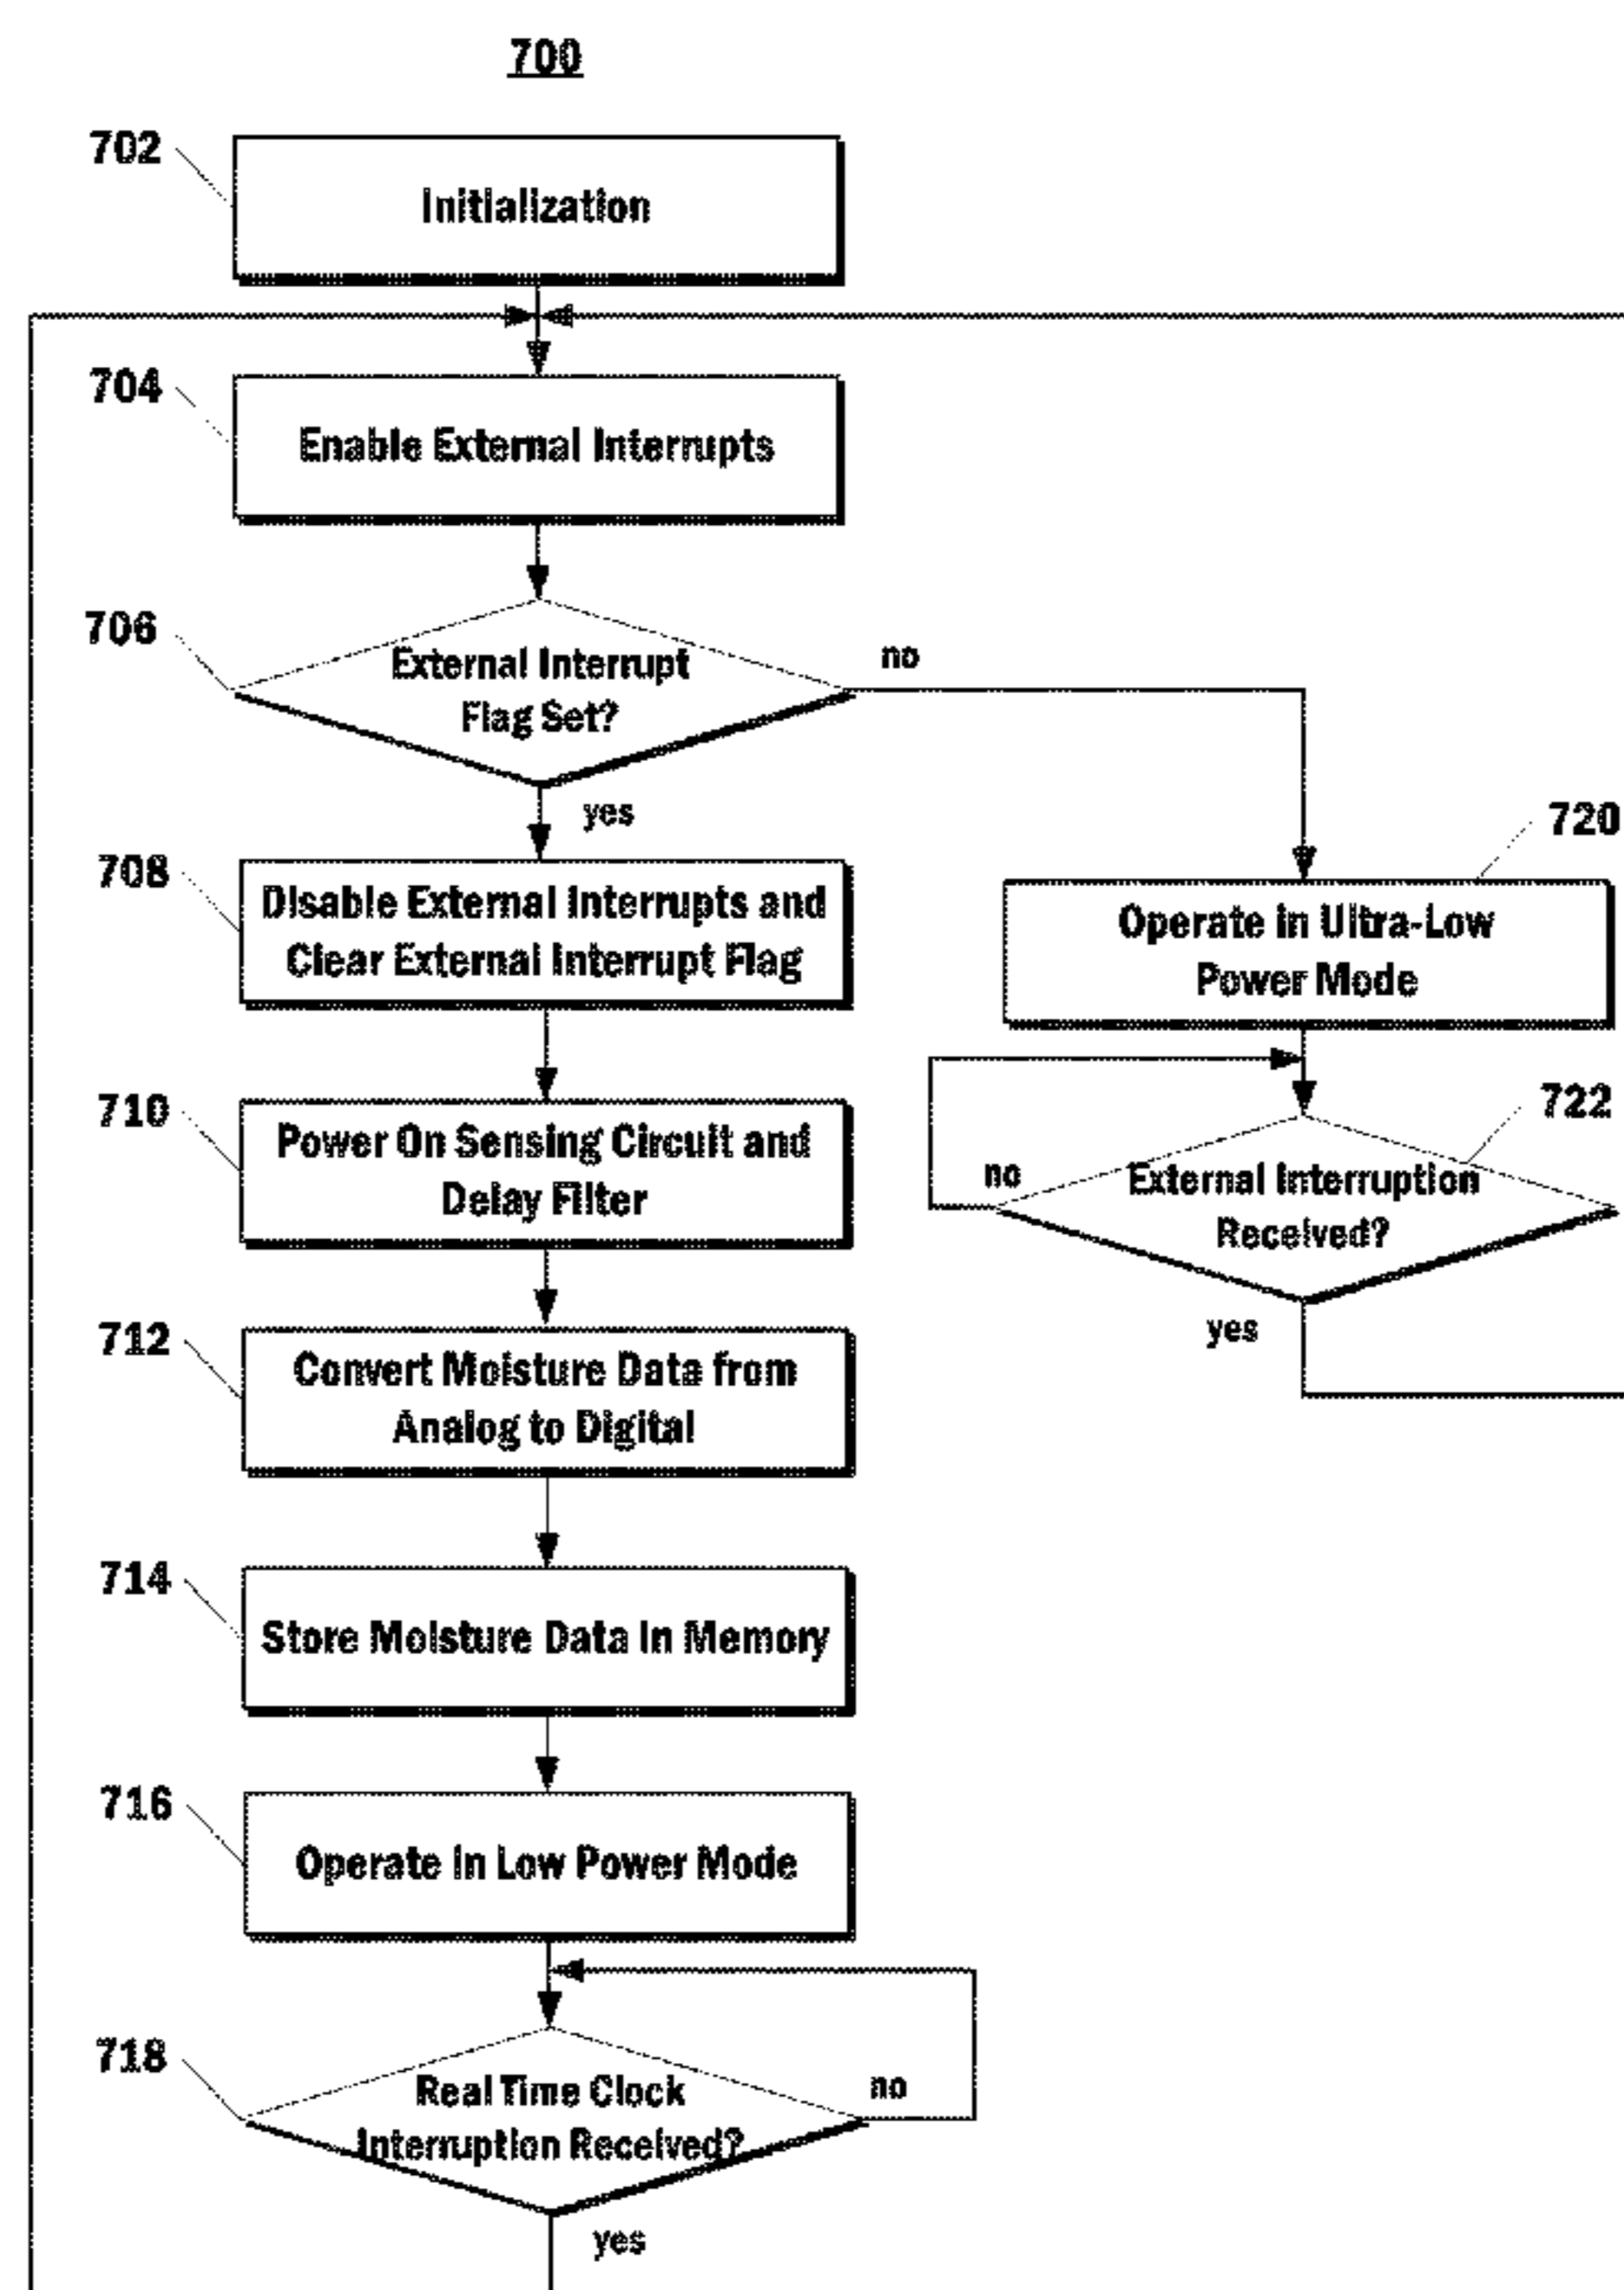 700
702
Initialization
704
Enable External Interrupts
706
External Interrupt
Flag Set?
no
yes
708
Disable External Interrupts and
Clear External Interrupt Flag
710
Power On Sensing Circuit and
Delay Filter
712
Convert Moisture Data from
Analog to Digital
714
Store Moisture Data in Memory
716
Operate in Low Power Mode
718
Real Time Clock
Interruption Received?
no
yes
720
Operate in Ultra-Low
Power Mode
722
External Interruption
Received?
no
yes